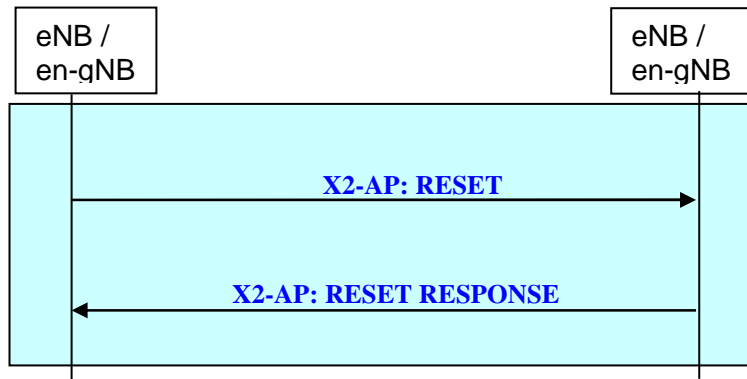 eNB /
en-gNB
eNB /
en-gNB
X2-AP: RESET
X2-AP: RESET RESPONSE